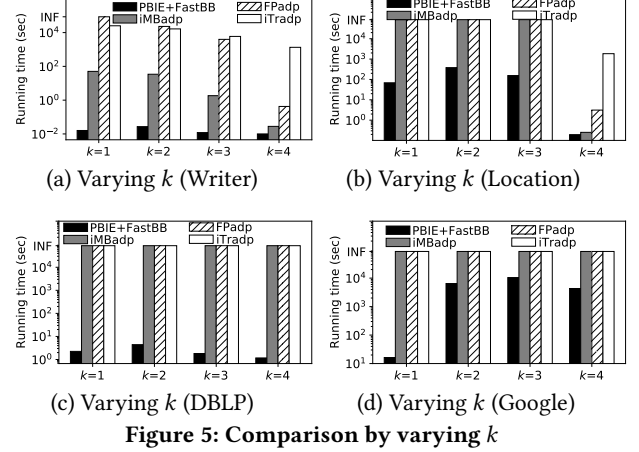 PBIE+FastBB FPadp
iMBadp iTradp
Running time (sec)
INF
10^2
10^0
10^-2
k=1 k=2 k=3 k=4
(a) Varying k (Writer)
PBIE+FastBB FPadp
iMBadp iTradp
Running time (sec)
INF
10^4
10^3
10^2
10^1
10^0
k=1 k=2 k=3 k=4
(b) Varying k (Location)
PBIE+FastBB FPadp
iMBadp iTradp
Running time (sec)
INF
10^4
10^3
10^2
10^1
10^0
k=1 k=2 k=3 k=4
(c) Varying k (DBLP)
PBIE+FastBB FPadp
iMBadp iTradp
Running time (sec)
INF
10^4
10^3
10^2
10^1
k=1 k=2 k=3 k=4
(d) Varying k (Google)
Figure 5: Comparison by varying k